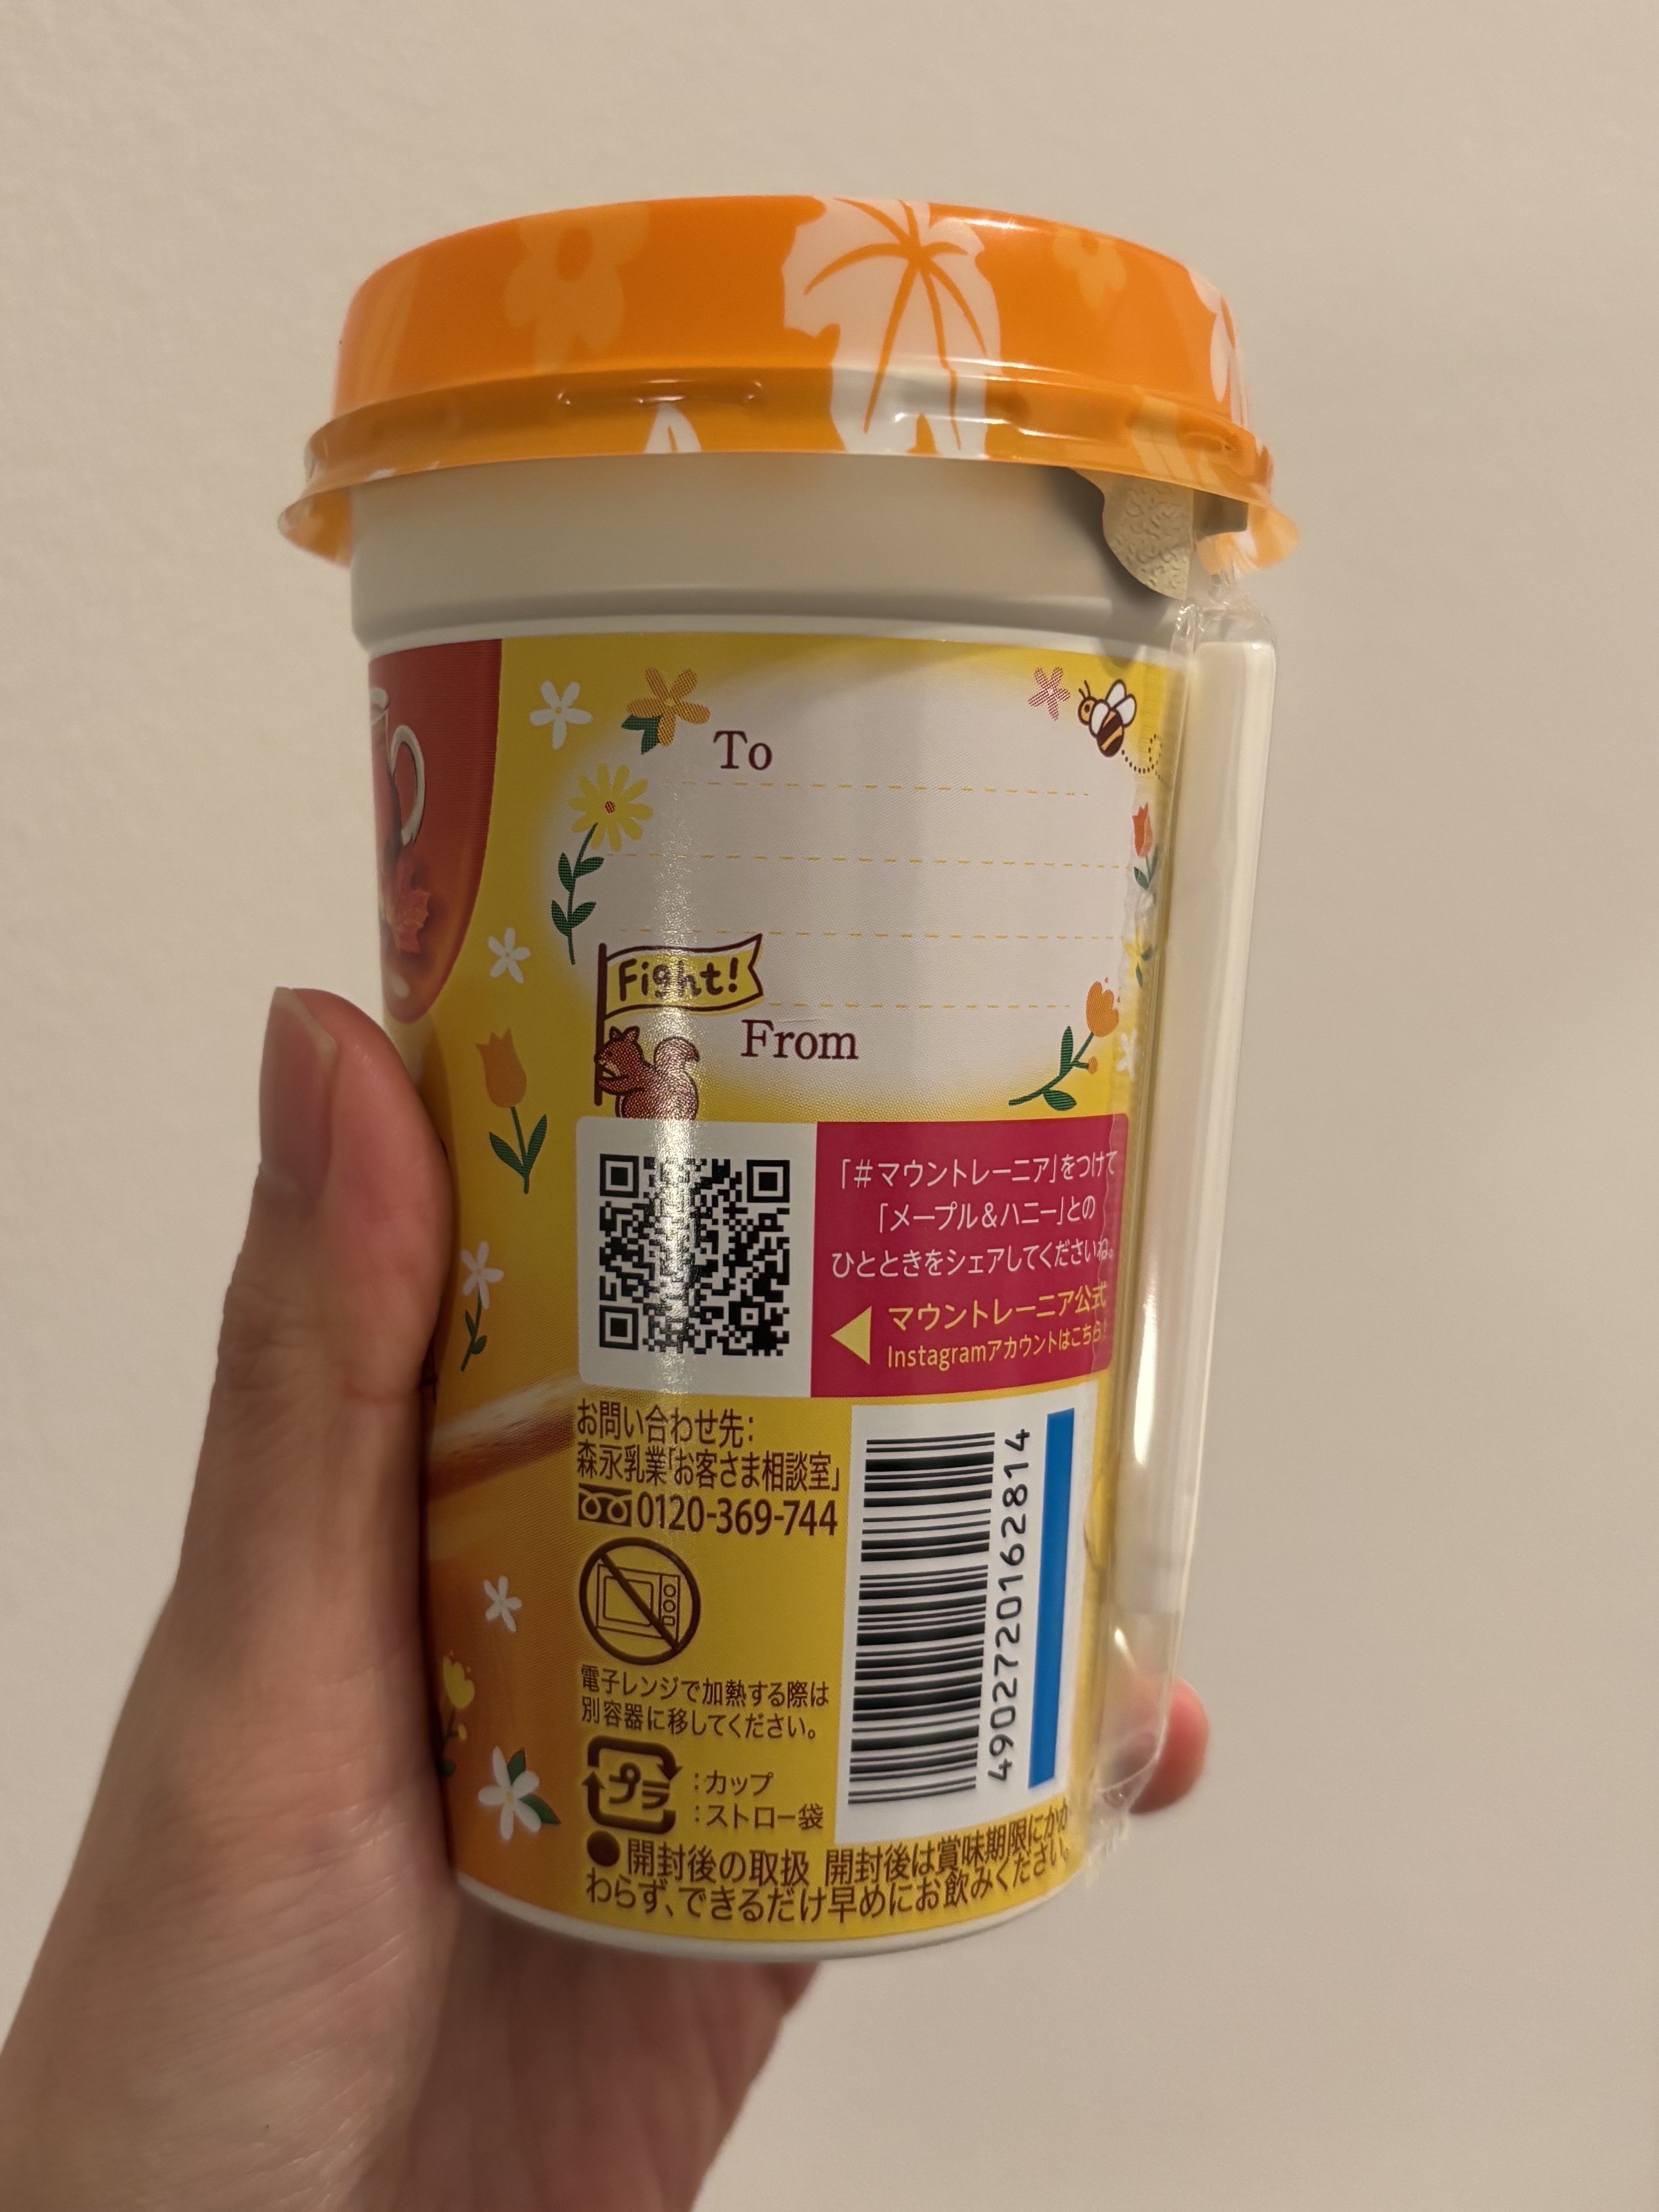 To
Fight!
From
「#マウントレーニア」をつけて
「メープル&ハニー」との
ひとときをシェアしてくださいね。
マウントレーニア公式
Instagramアカウントはこちら!
お問い合わせ先:
森永乳業「お客さま相談室」
0120-369-744
4902720162814
電子レンジで加熱する際は
別容器に移してください。
プラ
:カップ
:ストロー袋
●開封後の取扱 開封後は賞味期限にかか
わらず、できるだけ早めにお飲みください。